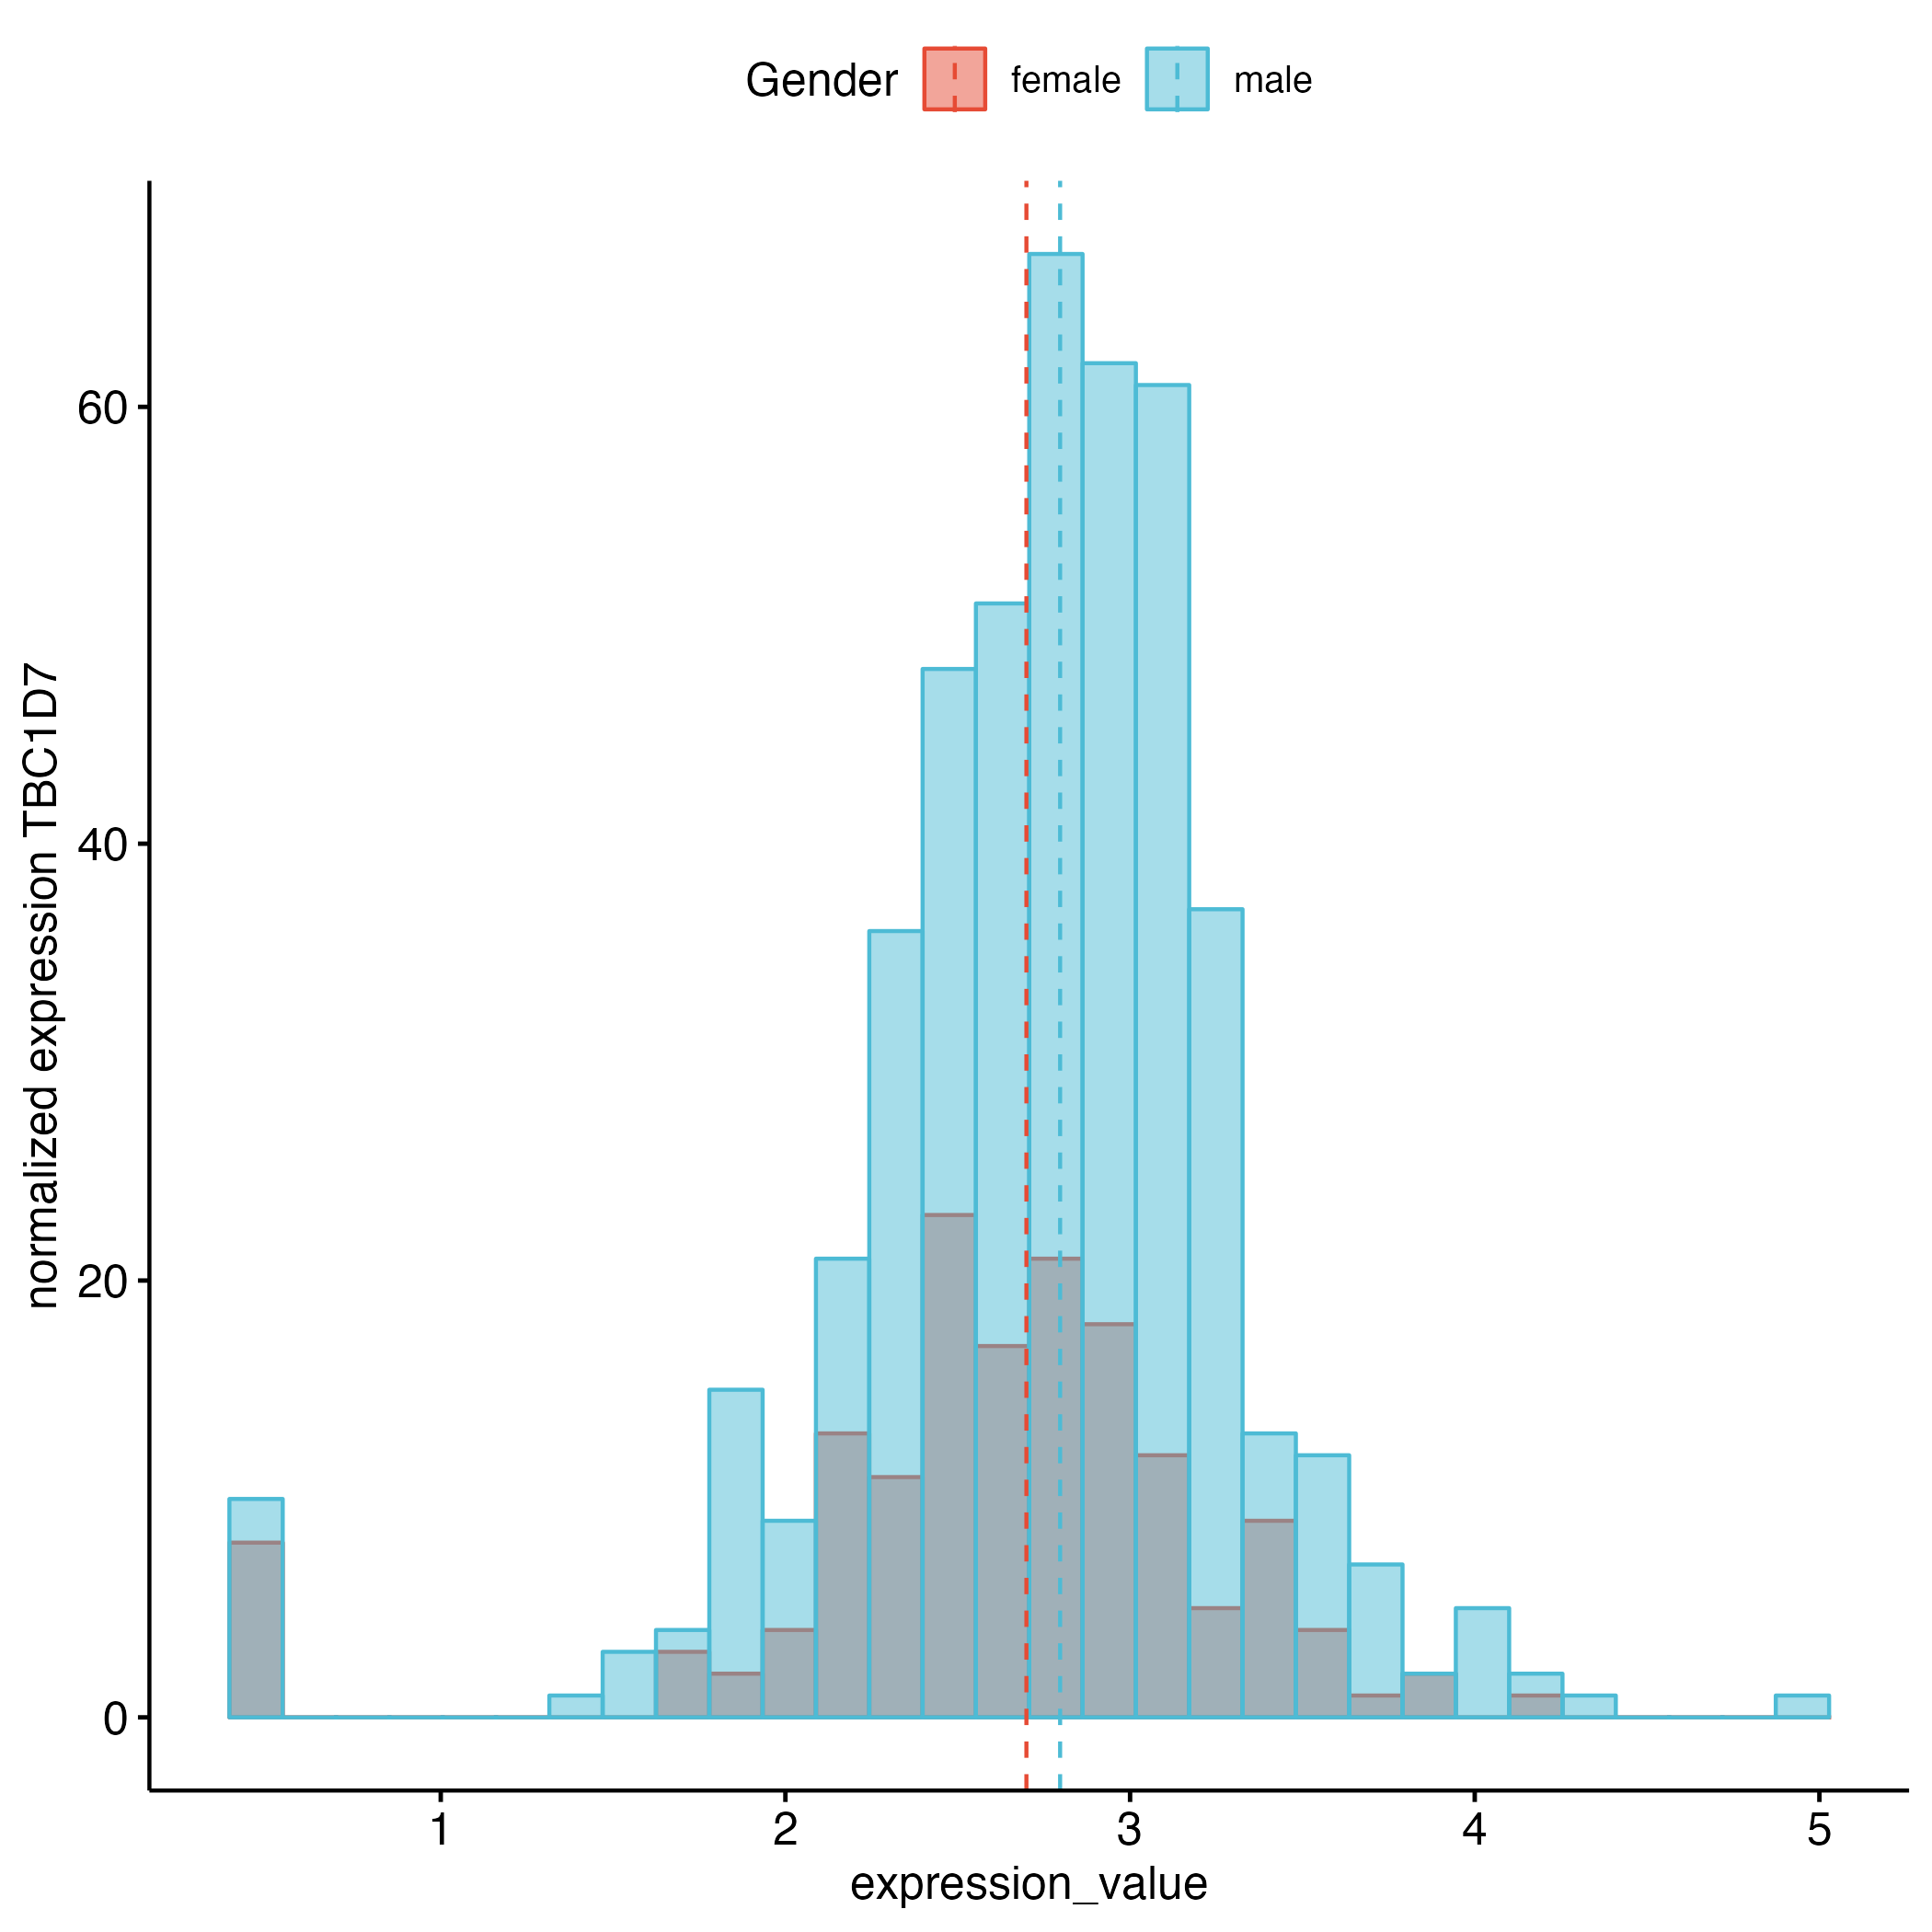 Gender female male
normalized expression TBC1D7
60
40
20
0
1 2 3 4 5
expression_value